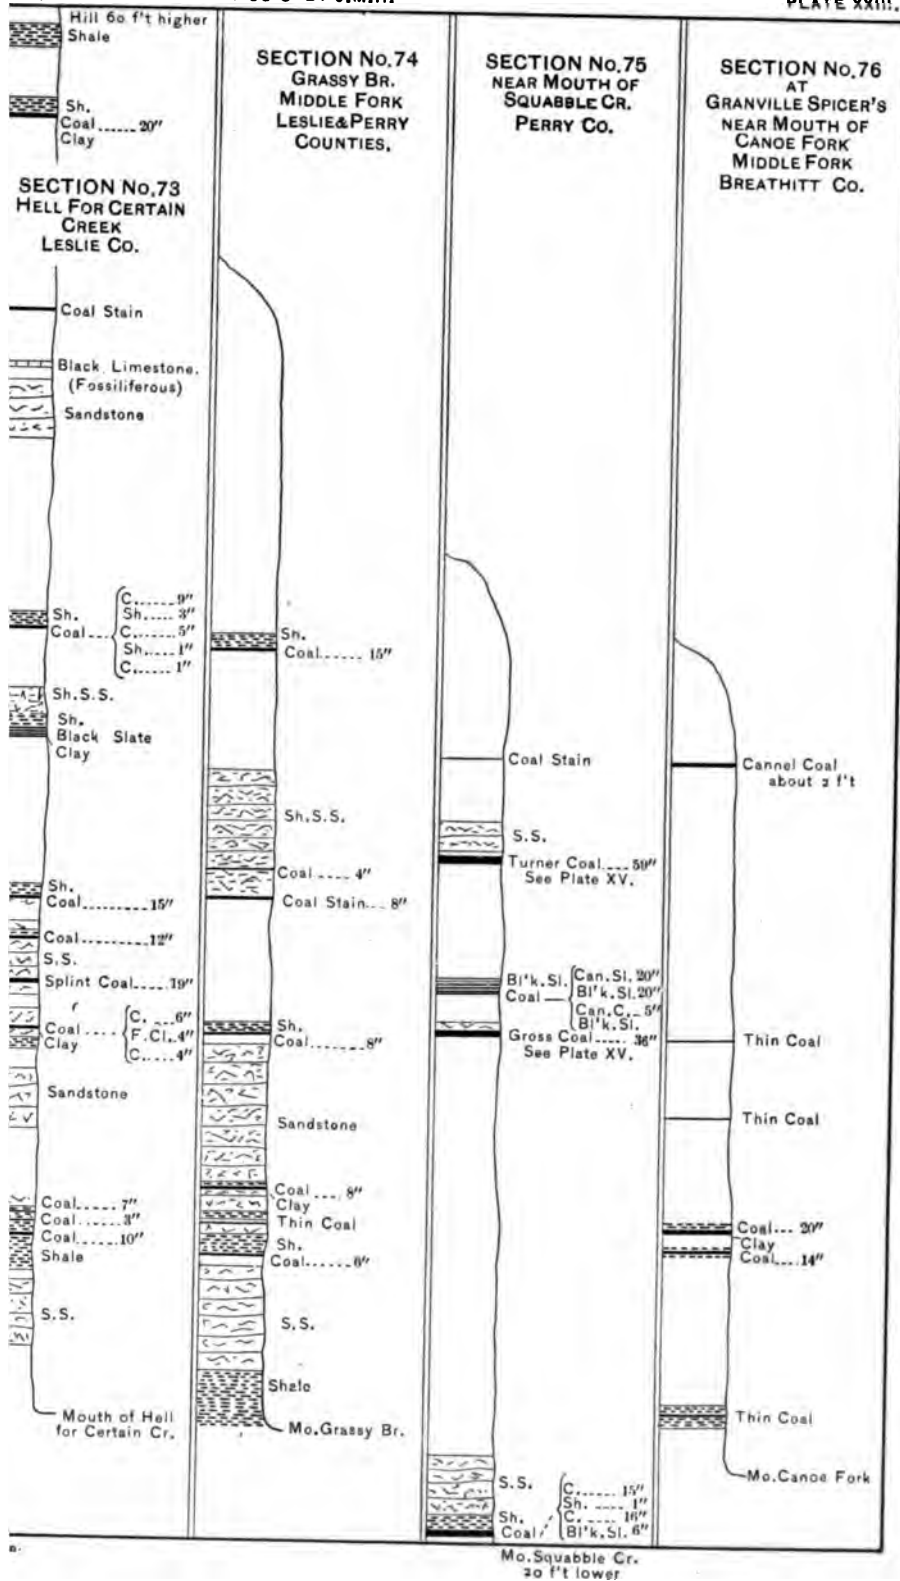 PLATE XXIII.
Hill 60 f't higher
Shale
Sh.
Coal ...... 20"
Clay
SECTION No.73
HELL FOR CERTAIN
CREEK
LESLIE CO.
Coal Stain
Black Limestone.
(Fossiliferous)
Sandstone
C. ...... 9"
Sh. .... 3"
Sh.
Coal ... C. ...... 5"
Sh. .... 1"
C. ..... 1"
Sh.S.S.
Sh.
Black Slate
Clay
Sh.
Coal ......... 15"
Coal .......... 12"
S.S.
Splint Coal ..... 19"
C. ... 6"
Coal .... F.Cl. 4"
Clay C. .... 4"
Sandstone
Coal ...... 7"
Coal ...... 3"
Coal ...... 10"
Shale
S.S.
Mouth of Hell
for Certain Cr.
SECTION No.74
GRASSY BR.
MIDDLE FORK
LESLIE & PERRY
COUNTIES.
Sh.
Coal ...... 15"
Sh.S.S.
Coal .... 4"
Coal Stain ... 8"
Sh.
Coal ....... 8"
Sandstone
Coal .... 8"
Clay
Thin Coal
Sh.
Coal ...... 6"
S.S.
Shale
Mo.Grassy Br.
SECTION No.75
NEAR MOUTH OF
SQUABBLE CR.
PERRY CO.
Coal Stain
S.S.
Turner Coal .... 59"
See Plate XV.
Bl'k.Sl. Can.Sl. 20"
Coal Bl'k.Sl. 20"
Can.C. .. 5"
Bl'k.Sl.
Gross Coal ..... 36"
See Plate XV.
S.S.
C. ..... 15"
Sh. .... 1"
Sh. C. .... 16"
Coal Bl'k.Sl. 6"
Mo.Squabble Cr.
20 f't lower
SECTION No.76
AT
GRANVILLE SPICER'S
NEAR MOUTH OF
CANOE FORK
MIDDLE FORK
BREATHITT CO.
Cannel Coal
about 2 f't
Thin Coal
Thin Coal
Coal ... 20"
Clay
Coal .... 14"
Thin Coal
Mo.Canoe Fork